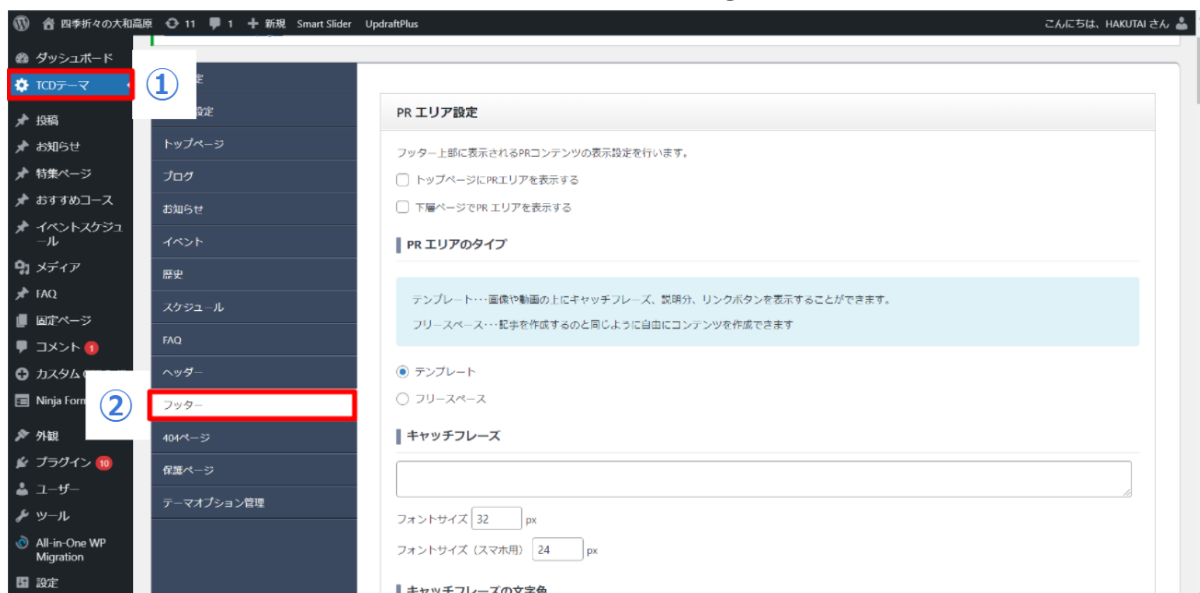 四季折々の大和高原 11 1 新規 Smart Slider UpdraftPlus こんにちは、HAKUTAI さん
ダッシュボード
TCDテーマ
投稿
お知らせ
特集ページ
おすすめコース
イベントスケジュ
ール
メディア
FAQ
固定ページ
コメント 1
カスタム
Ninja Form
外観
プラグイン 10
ユーザー
ツール
All-in-One WP
Migration
設定
①
②
設定
トップページ
ブログ
お知らせ
イベント
歴史
スケジュール
FAQ
ヘッダー
フッター
404ページ
保護ページ
テーマオプション管理
PR エリア設定
フッター上部に表示されるPRコンテンツの表示設定を行います。
トップページにPRエリアを表示する
下層ページでPR エリアを表示する
PR エリアのタイプ
テンプレート・・・画像や動画の上にキャッチフレーズ、説明分、リンクボタンを表示することができます。
フリースペース・・・記事を作成するのと同じように自由にコンテンツを作成できます
テンプレート
フリースペース
キャッチフレーズ
フォントサイズ 32 px
フォントサイズ（スマホ用） 24 px
キャッチフレーズの文字色